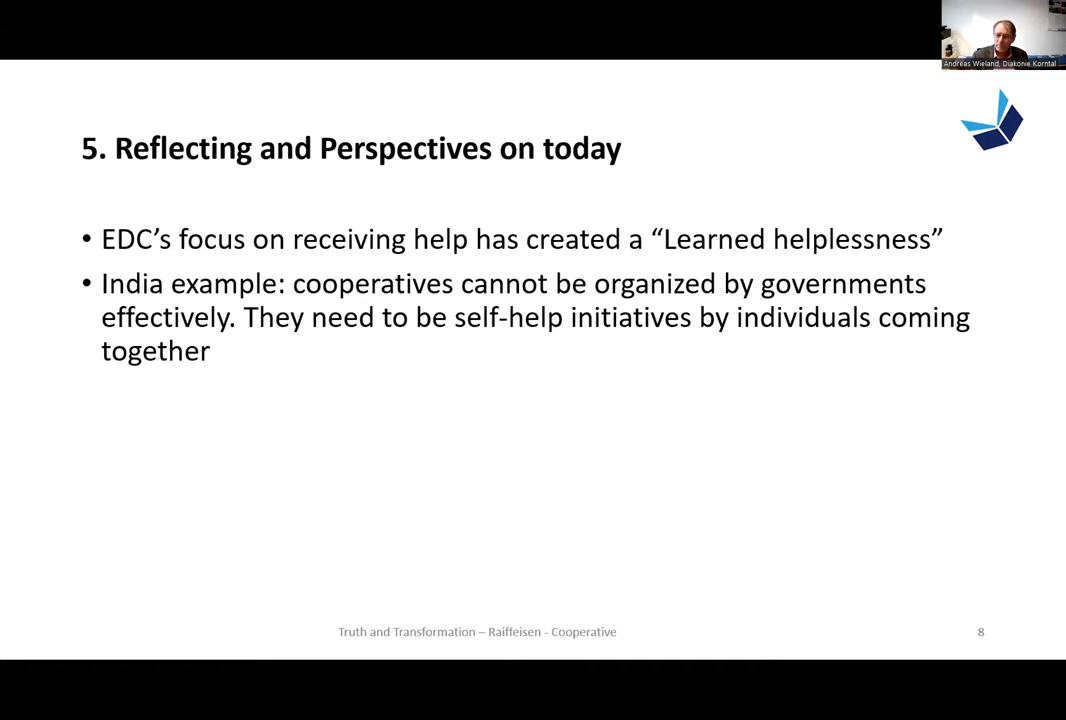 Andreas Wieland, Diakonie Korntal
5. Reflecting and Perspectives on today
• EDC’s focus on receiving help has created a “Learned helplessness”
• India example: cooperatives cannot be organized by governments
effectively. They need to be self-help initiatives by individuals coming
together
Truth and Transformation – Raiffeisen - Cooperative
8